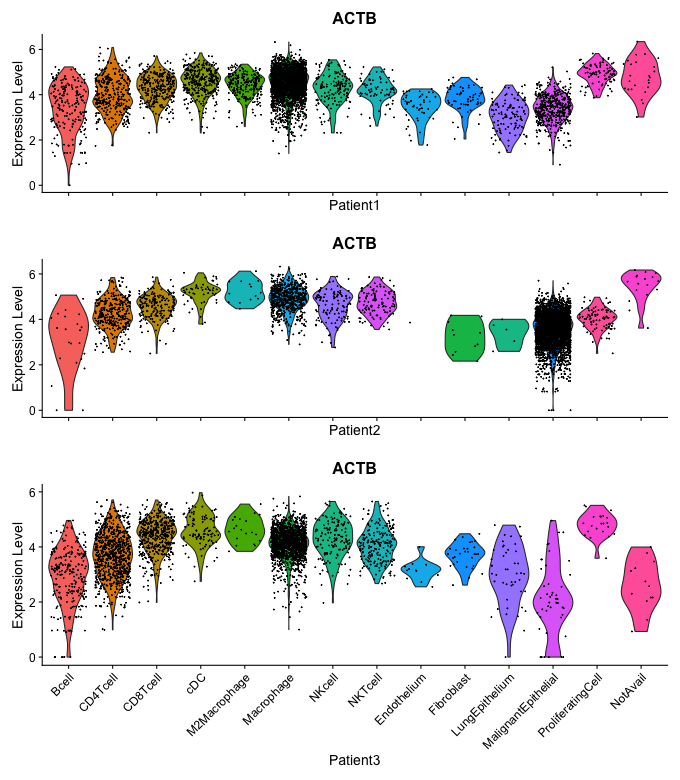 ACTB
Expression Level
6
4
2
0
Patient1
ACTB
Expression Level
6
4
2
0
Patient2
ACTB
Expression Level
6
4
2
0
Bcell
CD4Tcell
CD8Tcell
cDC
M2Macrophage
Macrophage
NKcell
NKTcell
Endothelium
Fibroblast
LungEpithelium
MalignantEpithelial
ProliferatingCell
NotAvail
Patient3